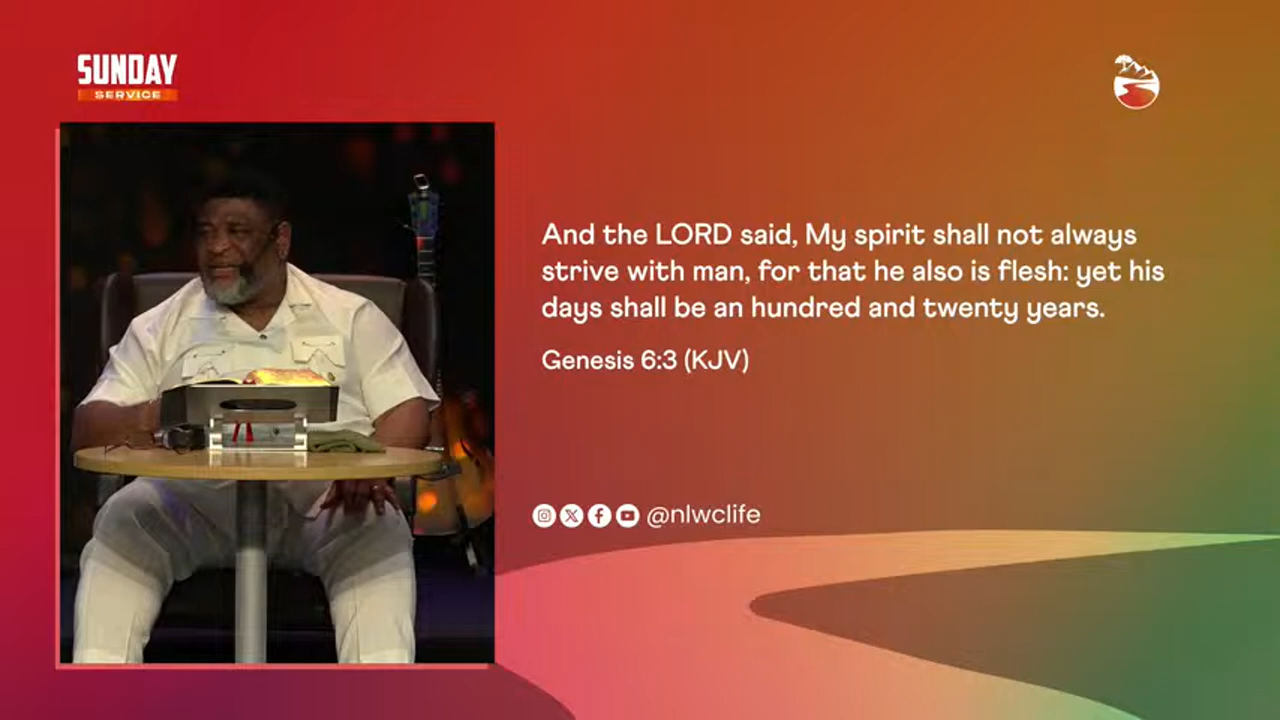 SUNDAY
SERVICE
And the LORD said, My spirit shall not always
strive with man, for that he also is flesh: yet his
days shall be an hundred and twenty years.
Genesis 6:3 (KJV)
@nlwclife